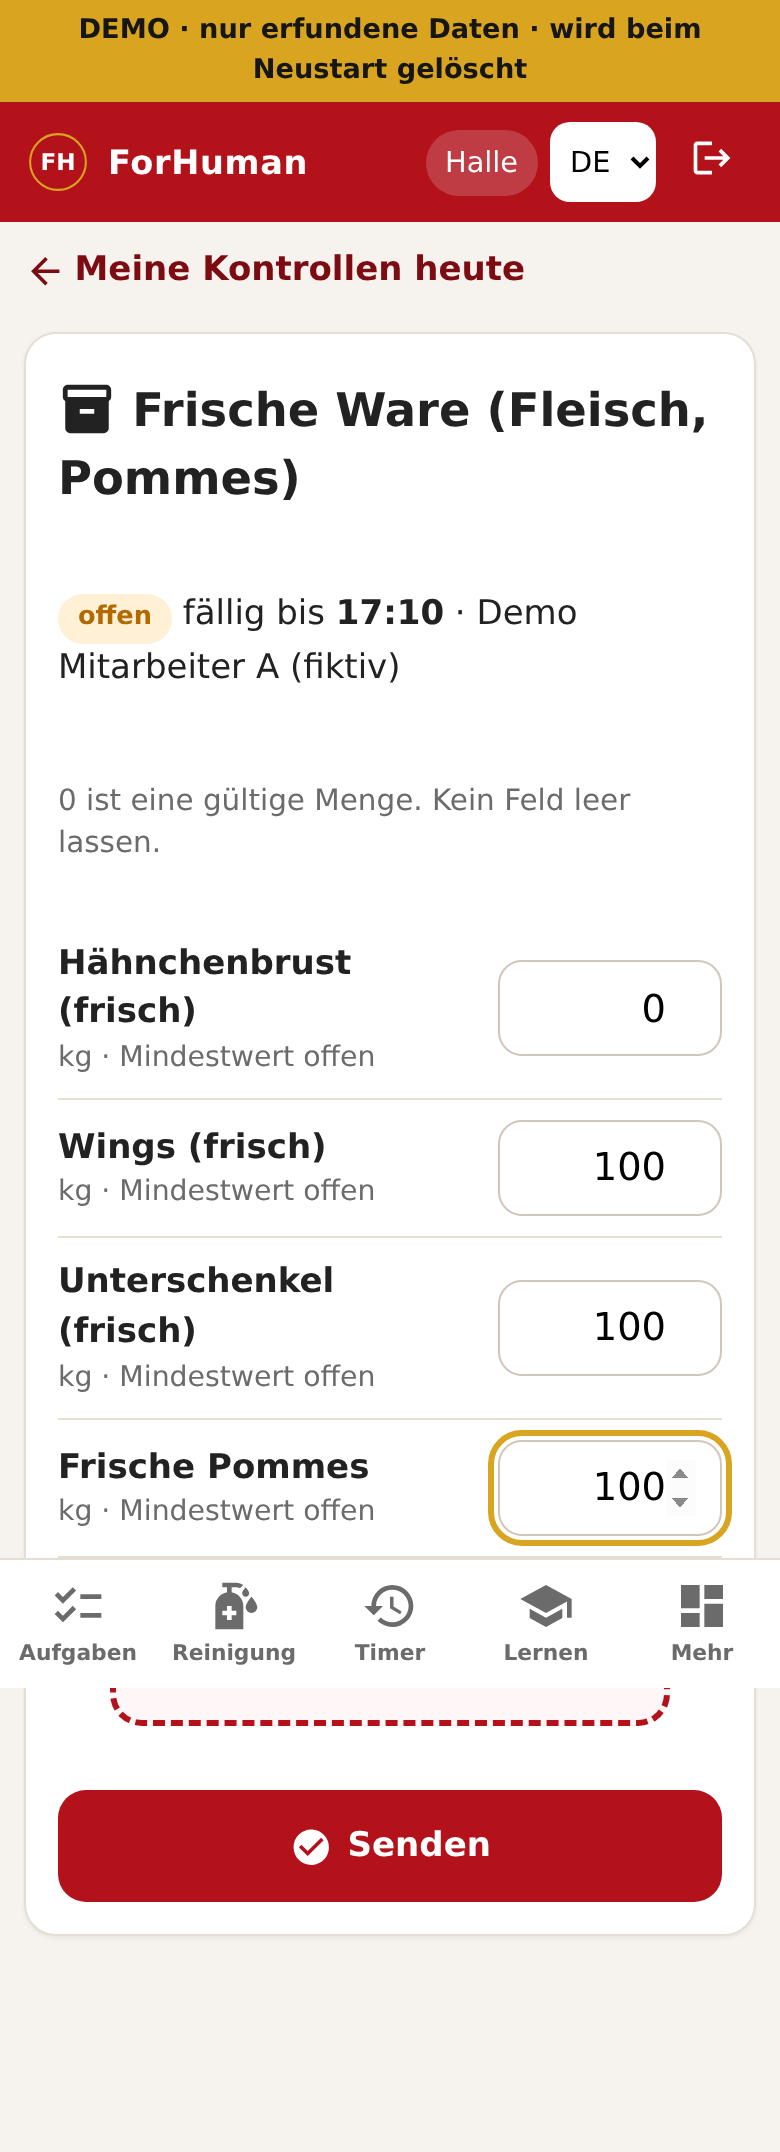 DEMO · nur erfundene Daten · wird beim
Neustart gelöscht
FH ForHuman Halle DE
Meine Kontrollen heute
Frische Ware (Fleisch,
Pommes)
offen fällig bis 17:10 · Demo
Mitarbeiter A (fiktiv)
0 ist eine gültige Menge. Kein Feld leer
lassen.
Hähnchenbrust
(frisch)
kg · Mindestwert offen
0
Wings (frisch)
kg · Mindestwert offen
100
Unterschenkel
(frisch)
kg · Mindestwert offen
100
Frische Pommes
kg · Mindestwert offen
100
Aufgaben Reinigung Timer Lernen Mehr
Senden